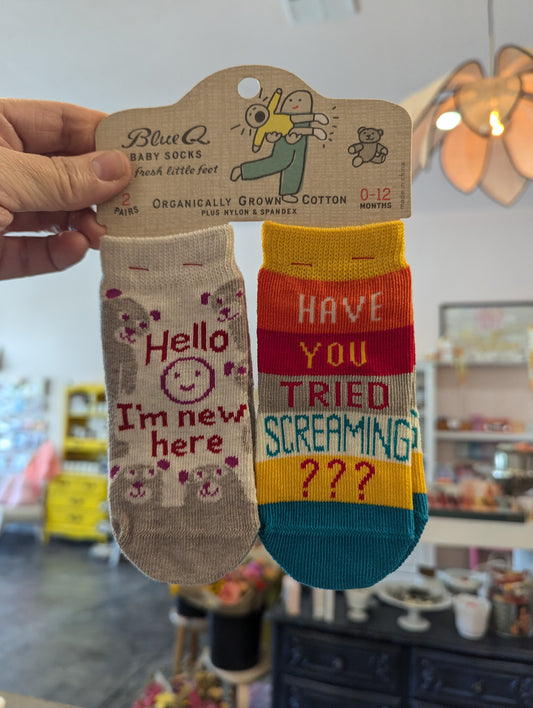 Blue Q
BABY SOCKS
fresh little feet
2
PAIRS
ORGANICALLY GROWN COTTON
PLUS NYLON & SPANDEX
0-12
MONTHS
made in china
Hello
I'm new
here
HAVE
YOU
TRIED
SCREAMING
???